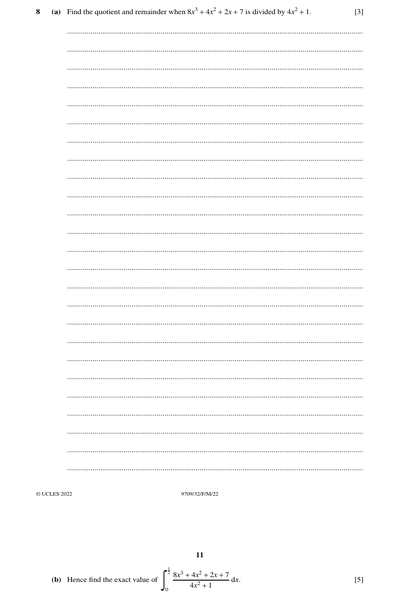 8 (a) Find the quotient and remainder when 8x³ + 4x² + 2x + 7 is divided by 4x² + 1. [3]
© UCLES 2022 9709/32/F/M/22
11
(b) Hence find the exact value of ∫₀^½ (8x³ + 4x² + 2x + 7)/(4x² + 1) dx. [5]